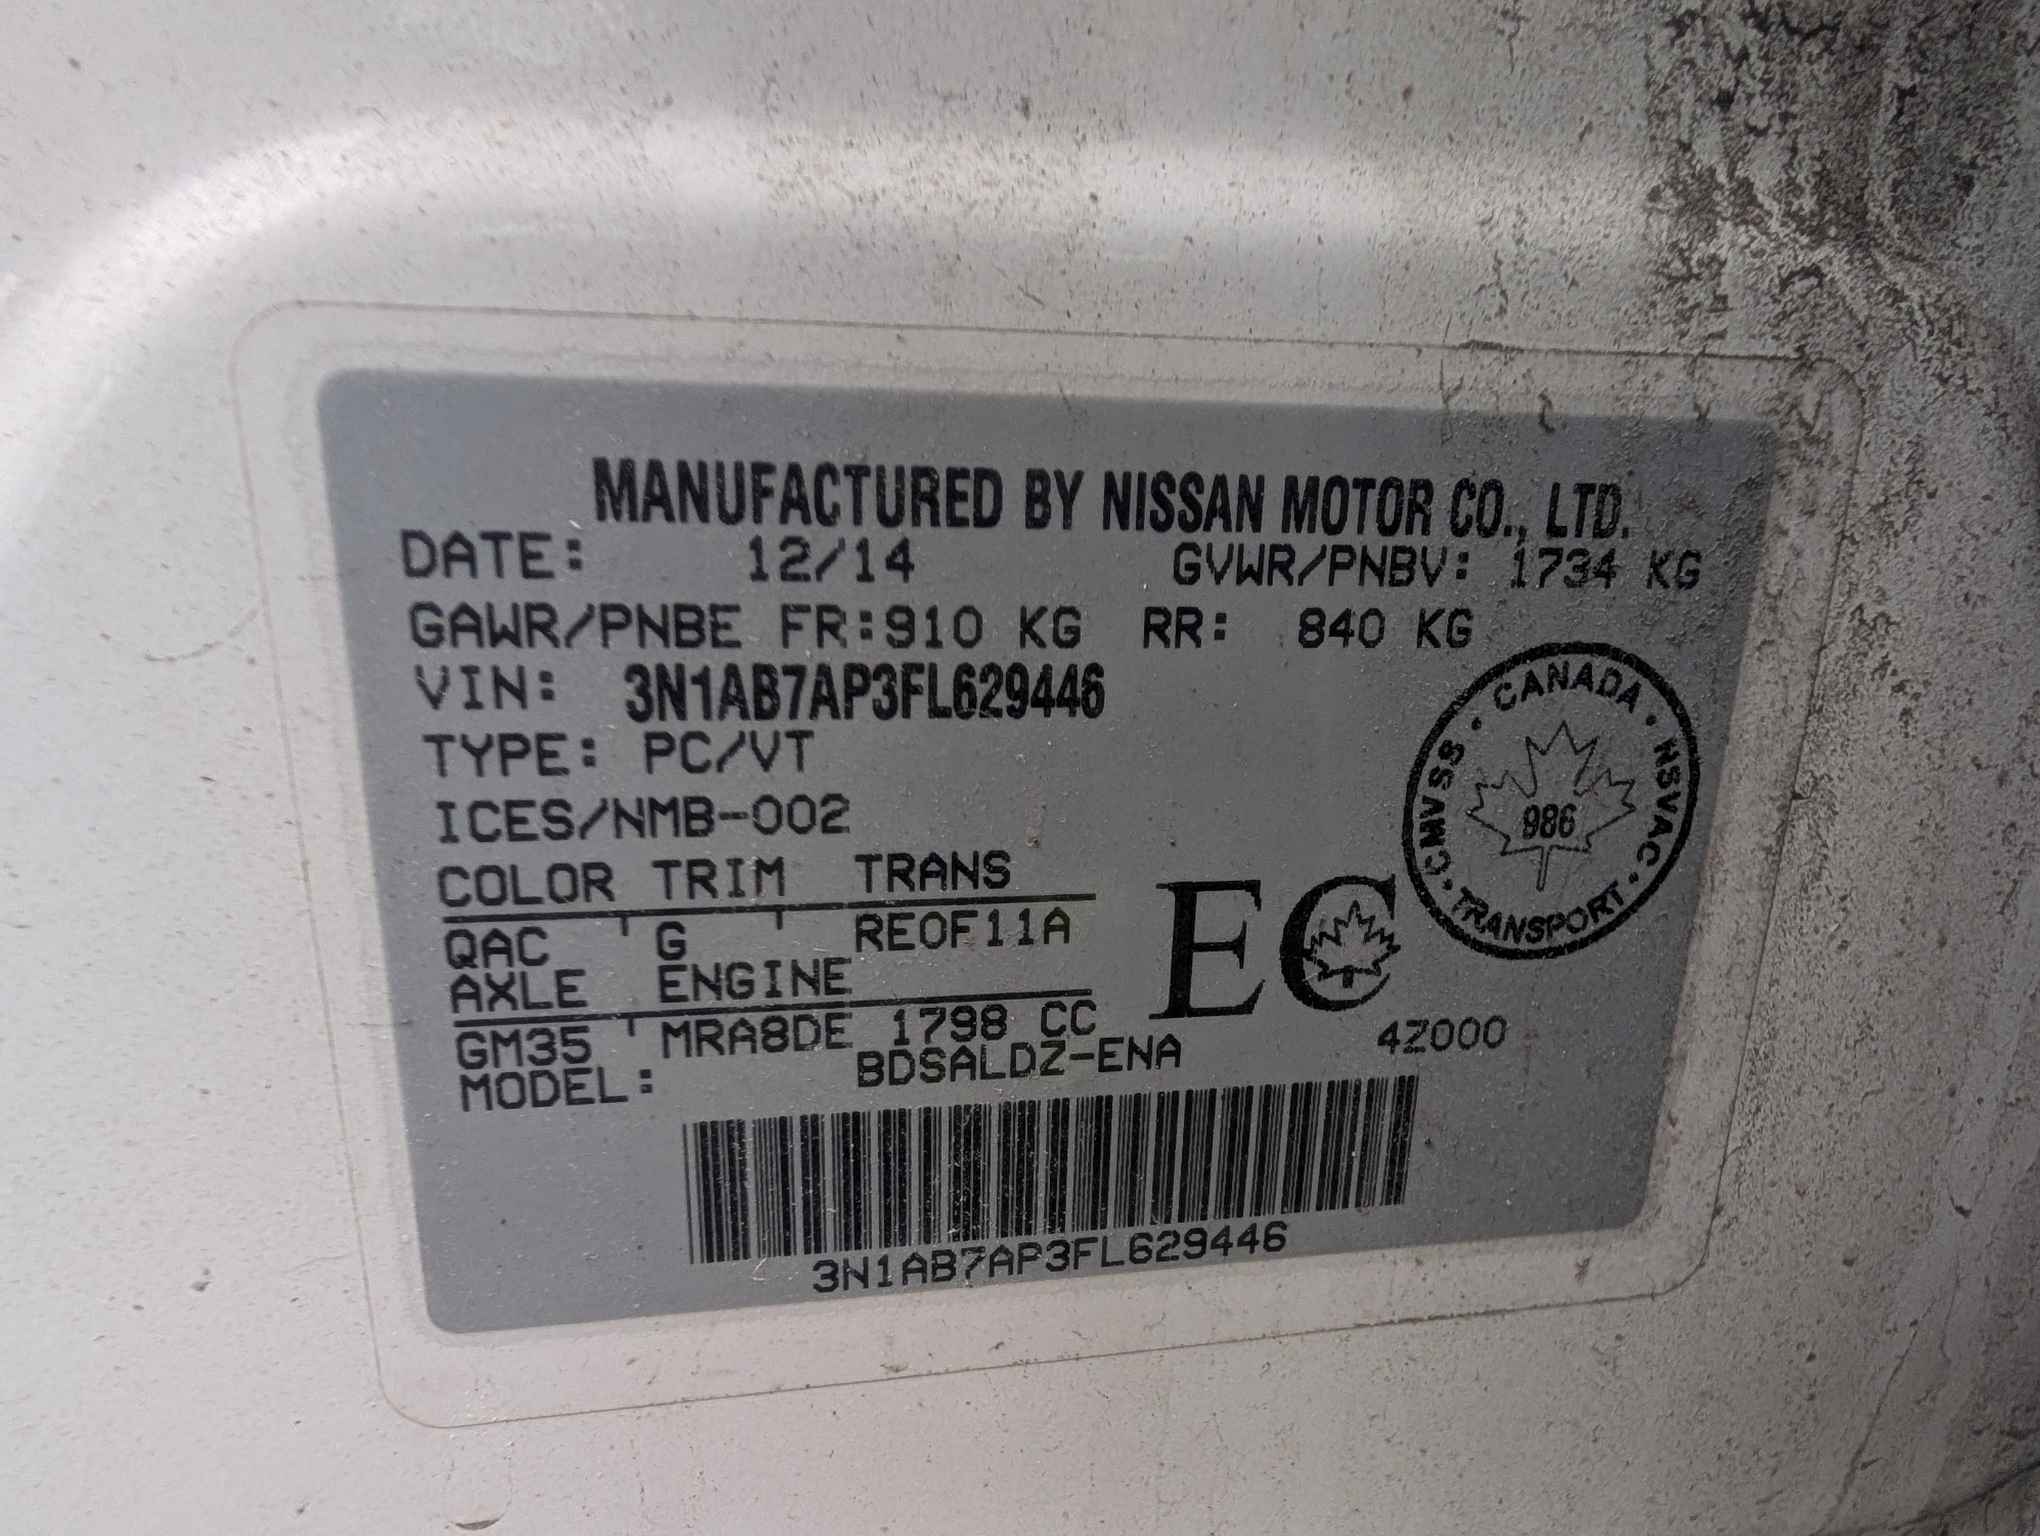 MANUFACTURED BY NISSAN MOTOR CO., LTD.
DATE: 12/14 GVWR/PNBV: 1734 KG
GAWR/PNBE FR:910 KG RR: 840 KG
VIN: 3N1AB7AP3FL629446
TYPE: PC/VT
ICES/NMB-002
COLOR TRIM TRANS
QAC G RE0F11A
AXLE ENGINE
GM35 MRA8DE 1798 CC
MODEL: BDSALDZ-ENA
EC
4Z000
· CANADA · NSVAC · TRANSPORT · CMVSS
986
3N1AB7AP3FL629446